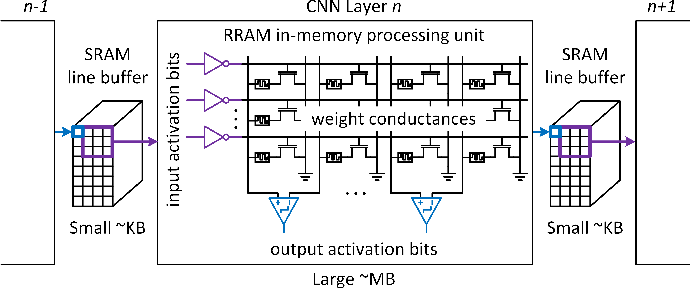 n-1
CNN Layer n
n+1
SRAM
line buffer
Small ~KB
input activation bits
RRAM in-memory processing unit
weight conductances
...
...
output activation bits
Large ~MB
SRAM
line buffer
Small ~KB